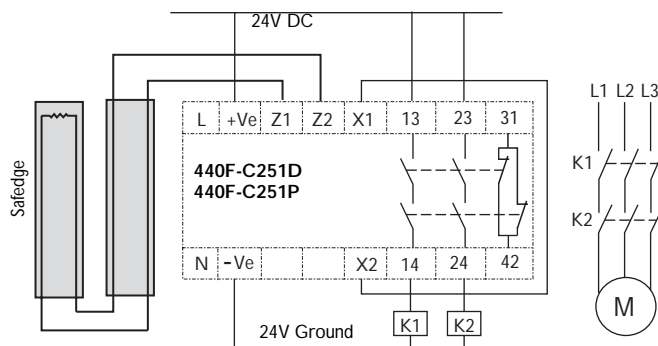 24V DC
L +Ve Z1 Z2 X1 13 23 31
440F-C251D
440F-C251P
N -Ve X2 14 24 42
24V Ground
K1 K2
Safedge
L1 L2 L3
K1
K2
M